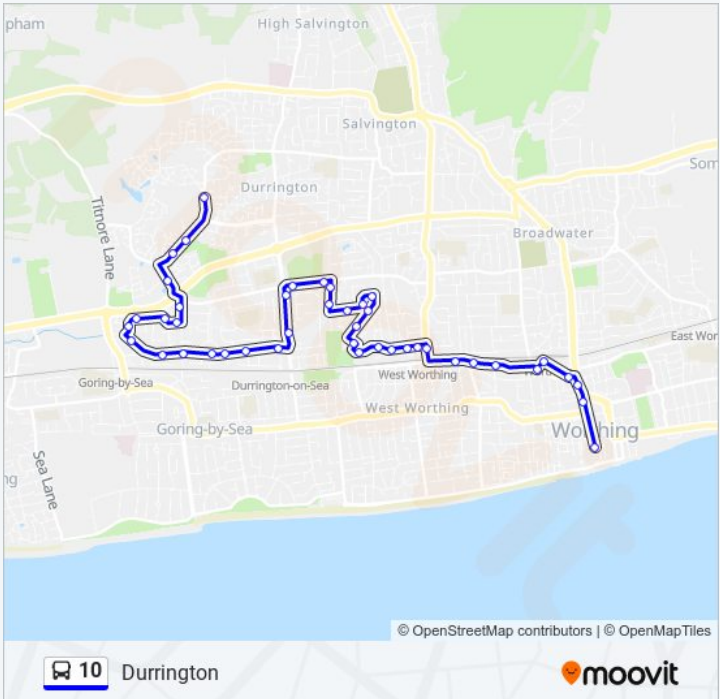 pham
High Salvington
Salvington
Som
Durrington
Titnore Lane
Broadwater
East Wor
Goring-by-Sea
Durrington-on-Sea
West Worthing
West Worthing
Goring-by-Sea
Worthing
Sea Lane
ng
© OpenStreetMap contributors | © OpenMapTiles
10 Durrington
moovit